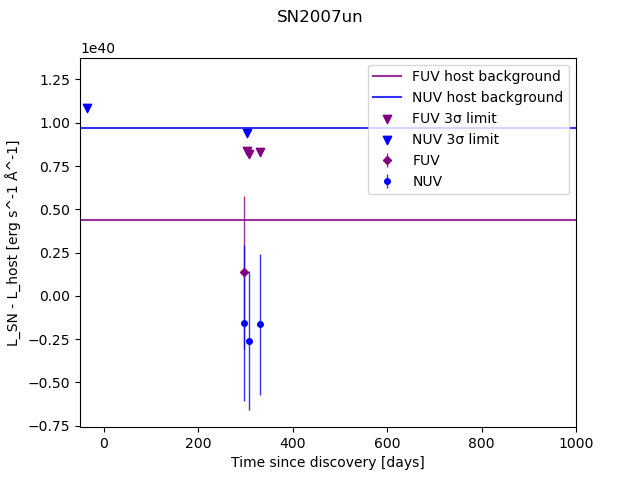 SN2007un
1e40
L_SN - L_host [erg s^-1 Å^-1]
1.25
1.00
0.75
0.50
0.25
0.00
−0.25
−0.50
−0.75
FUV host background
NUV host background
FUV 3σ limit
NUV 3σ limit
FUV
NUV
0
200
400
600
800
1000
Time since discovery [days]